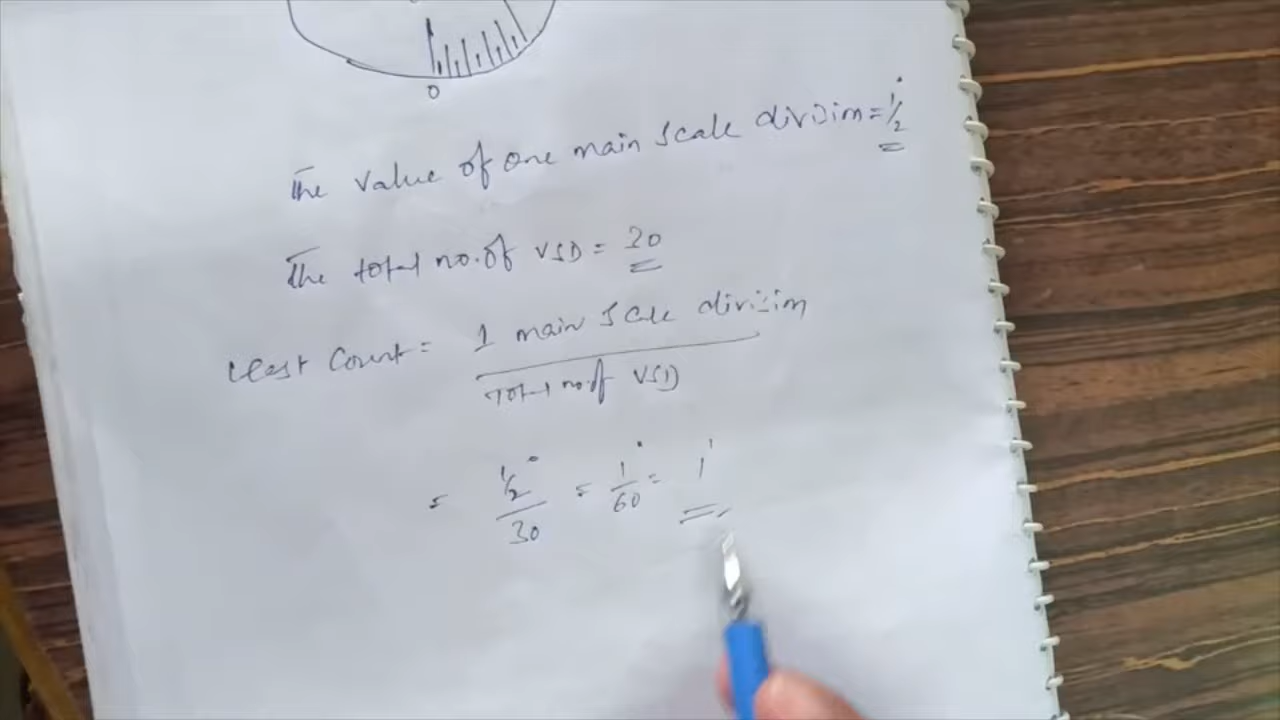 0
The value of one main scale division = 1/2°
The total no. of VSD = 30
Least Count = 1 main scale division
Total no. of VSD
= 1/2° = 1° = 1'
30 60